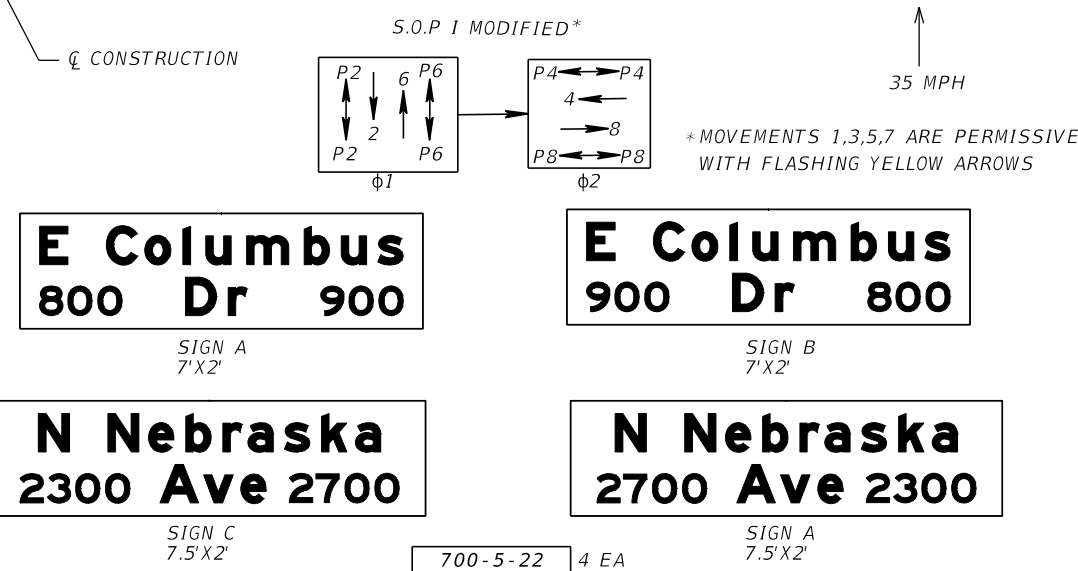 S.O.P I MODIFIED*
℄ CONSTRUCTION
35 MPH
P2 6 P6
2
P2 P6
ϕ1
P4 P4
4
8
P8 P8
ϕ2
*MOVEMENTS 1,3,5,7 ARE PERMISSIVE
WITH FLASHING YELLOW ARROWS
E Columbus
800 Dr 900
SIGN A
7'X2'
E Columbus
900 Dr 800
SIGN B
7'X2'
N Nebraska
2300 Ave 2700
SIGN C
7.5'X2'
N Nebraska
2700 Ave 2300
SIGN A
7.5'X2'
700-5-22 4 EA